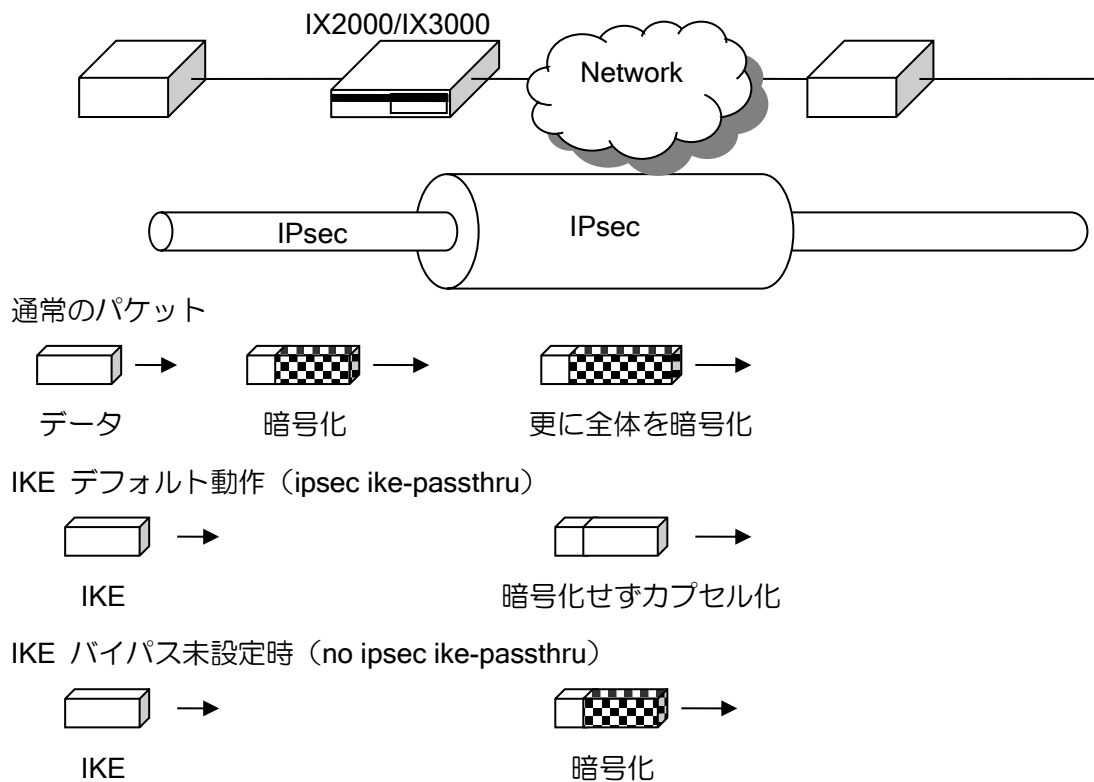 IX2000/IX3000
Network
IPsec
IPsec
通常のパケット
データ
暗号化
更に全体を暗号化
IKE デフォルト動作（ipsec ike-passthru）
IKE
暗号化せずカプセル化
IKE バイパス未設定時（no ipsec ike-passthru）
IKE
暗号化